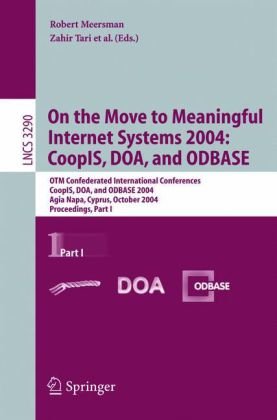 Robert Meersman
Zahir Tari et al. (Eds.)
LNCS 3290
On the Move to Meaningful
Internet Systems 2004:
CoopIS, DOA, and ODBASE
OTM Confederated International Conferences
CoopIS, DOA, and ODBASE 2004
Agia Napa, Cyprus, October 2004
Proceedings, Part I
1 Part I
DOA
ODBASE
Springer